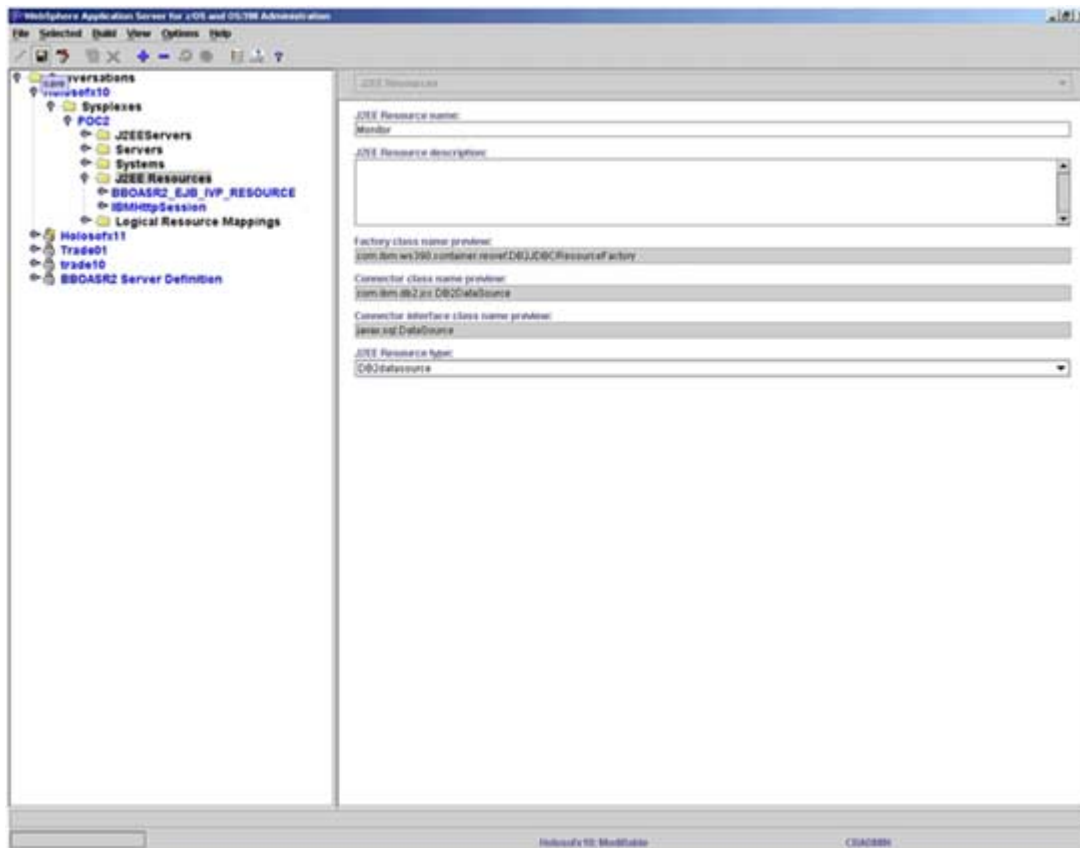 WebSphere Application Server for z/OS and OS/390 Administration
File Selected Build View Options Help
save
Conversations
Holosofx10
Sysplexes
POC2
J2EEServers
Servers
Systems
J2EE Resources
BBOASR2_EJB_IVP_RESOURCE
IBMHttpSession
Logical Resource Mappings
Holosofx11
Trade01
trade10
BBOASR2 Server Definition
J2EE Resources
J2EE Resource name:
Monitor
J2EE Resource description:
Factory class name preview:
com.ibm.ws390.container.resref.DB2JDBCResourceFactory
Connector class name preview:
com.ibm.db2.jcc.DB2DataSource
Connector interface class name preview:
javax.sql.DataSource
J2EE Resource type:
DB2datasource
Holosofx10: Modifiable
CBADMIN